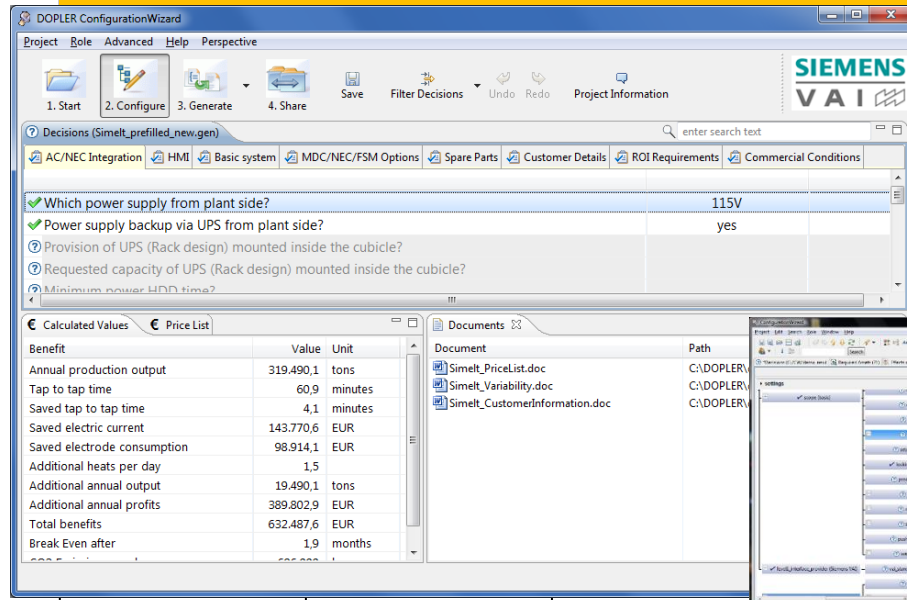 DOPLER ConfigurationWizard
Project Role Advanced Help Perspective
1. Start 2. Configure 3. Generate 4. Share Save Filter Decisions Undo Redo Project Information
SIEMENS
VAI
Decisions (Simelt_prefilled_new.gen) enter search text
AC/NEC Integration HMI Basic system MDC/NEC/FSM Options Spare Parts Customer Details ROI Requirements Commercial Conditions
Which power supply from plant side? 115V
Power supply backup via UPS from plant side? yes
Provision of UPS (Rack design) mounted inside the cubicle?
Requested capacity of UPS (Rack design) mounted inside the cubicle?
Minimum power HDD time?
€ Calculated Values € Price List
Benefit Value Unit
Annual production output 319.490,1 tons
Tap to tap time 60,9 minutes
Saved tap to tap time 4,1 minutes
Saved electric current 143.770,6 EUR
Saved electrode consumption 98.914,1 EUR
Additional heats per day 1,5
Additional annual output 19.490,1 tons
Additional annual profits 389.802,9 EUR
Total benefits 632.487,6 EUR
Break Even after 1,9 months
Documents
Document Path
Simelt_PriceList.doc C:\DOPLER\
Simelt_Variability.doc C:\DOPLER\
Simelt_CustomerInformation.doc C:\DOPLER\
Search
settings